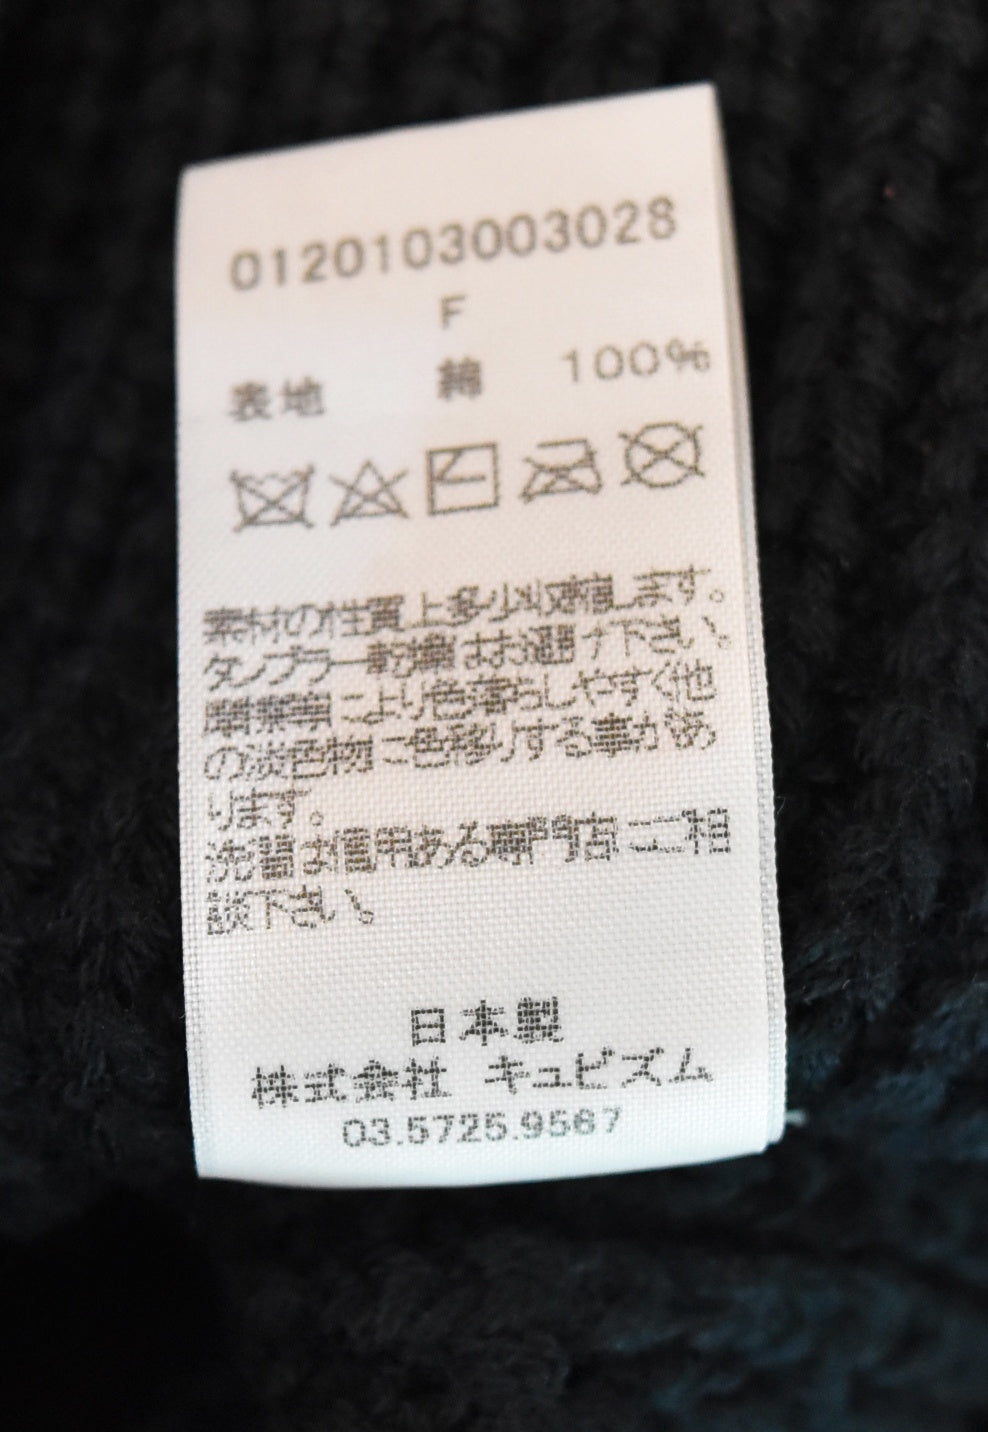 0120103003028
F
表地 綿 100%
素材の性質上多少収縮します。
タンブラー乾燥はお避け下さい。
摩擦等により色落ちしやすく他
の淡色物に色移りする事があ
ります。
洗濯は信用ある専門店にご相
談下さい。
日本製
株式会社 キュビズム
03.5725.9567